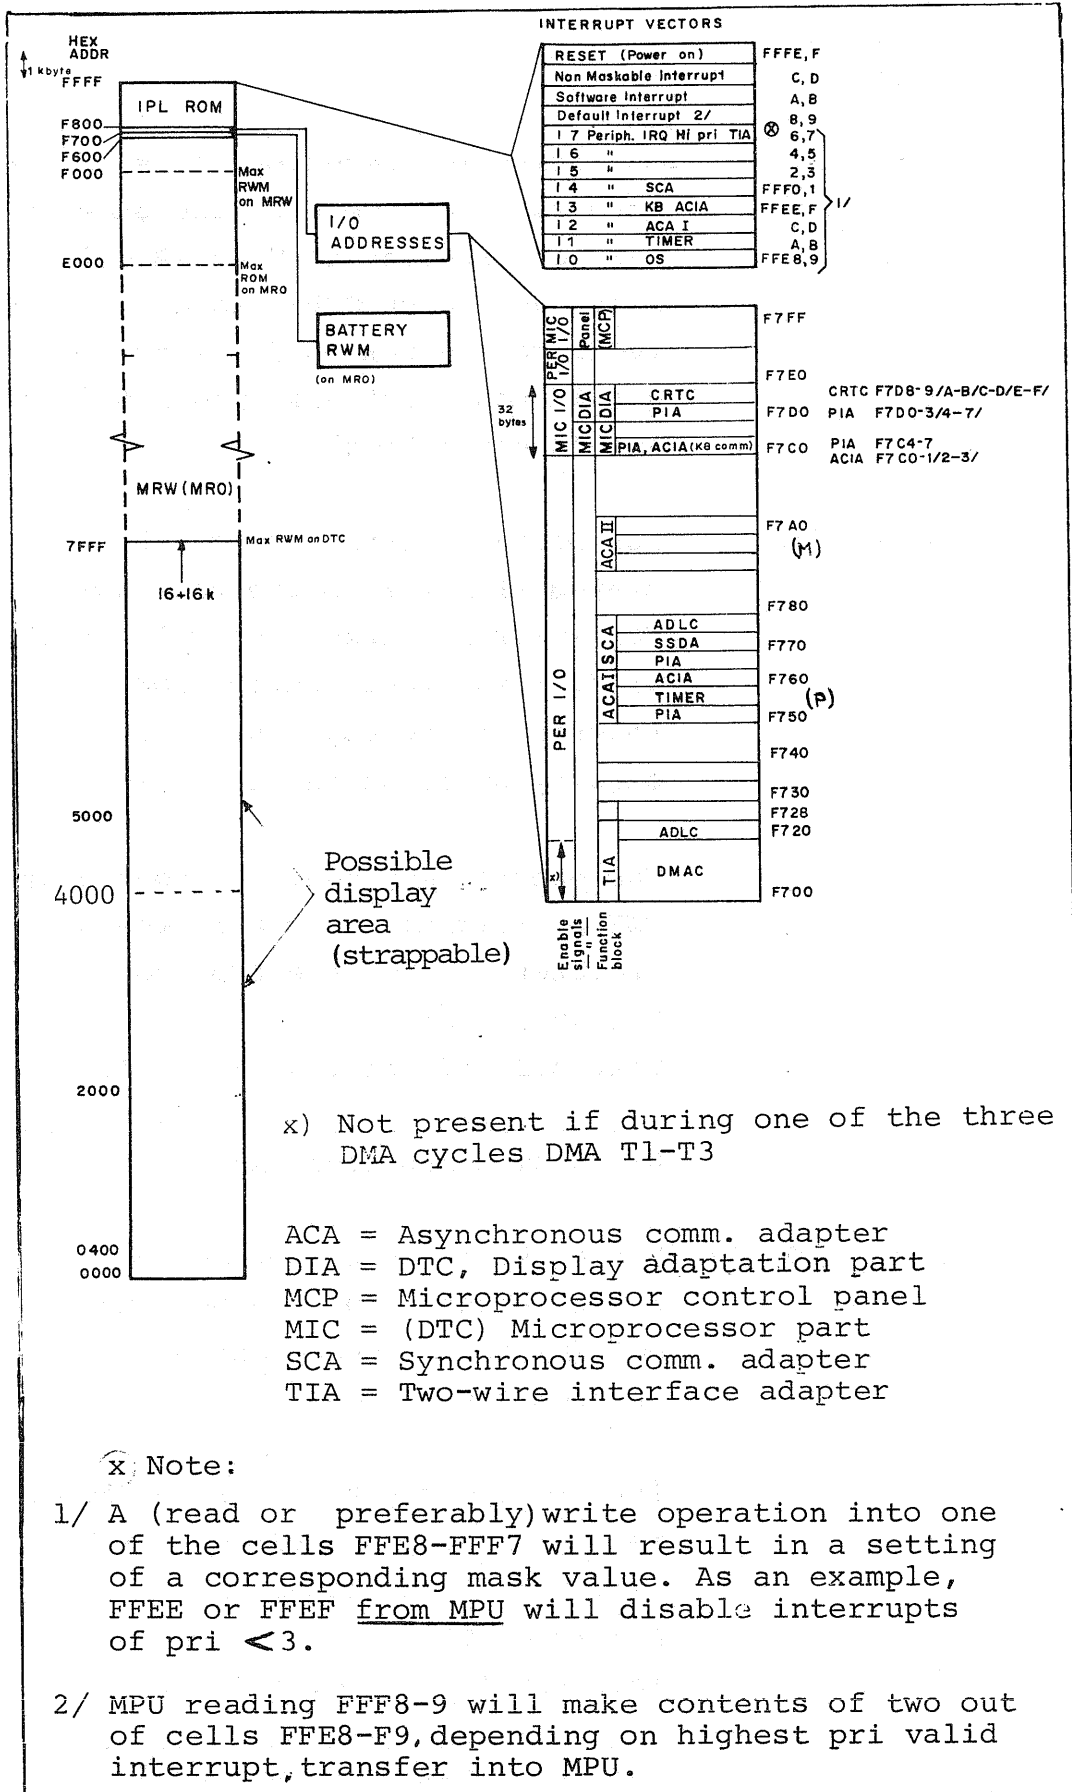 INTERRUPT VECTORS
HEX
ADDR
1 kbyte
FFFF
IPL ROM
F800
F700
F600
F000
Max
RWM
on MRW
E000
Max
ROM
on MRO
I/O
ADDRESSES
BATTERY
RWM
(on MRO)
MRW (MRO)
7FFF
Max RWM on DTC
16+16k
5000
4000
Possible
display
area
(strappable)
2000
0400
0000
RESET (Power on) FFFE, F
Non Maskable Interrupt C, D
Software Interrupt A, B
Default Interrupt 2/ 8, 9
I 7 Periph. IRQ Hi pri TIA ⓧ 6,7
I 6 " 4,5
I 5 " 2,3
I 4 " SCA FFF0,1
I 3 " KB ACIA FFEE, F
I 2 " ACA I C, D
I 1 " TIMER A, B
I 0 " OS FFE8,9
1/
MIC I/O Panel (MCP) F7FF
PER I/O F7E0
32 bytes
MIC I/O MIC DIA MIC DIA
CRTC CRTC F7D8-9/A-B/C-D/E-F/
PIA F7D0 PIA F7D0-3/4-7/
PIA, ACIA (KB comm) F7C0 PIA F7C4-7
ACIA F7C0-1/2-3/
ACA II F7A0
(M)
F780
SCA
ADLC
SSDA F770
PIA
ACAI
ACIA F760
TIMER (P)
PIA F750
PER I/O
F740
F730
F728
ADLC F720
TIA
DMAC
x)
F700
Enable signals
— " —
Function block
x) Not present if during one of the three
DMA cycles DMA T1-T3
ACA = Asynchronous comm. adapter
DIA = DTC, Display adaptation part
MCP = Microprocessor control panel
MIC = (DTC) Microprocessor part
SCA = Synchronous comm. adapter
TIA = Two-wire interface adapter
x Note:
1/ A (read or preferably)write operation into one
of the cells FFE8-FFF7 will result in a setting
of a corresponding mask value. As an example,
FFEE or FFEF from MPU will disable interrupts
of pri <3.
2/ MPU reading FFF8-9 will make contents of two out
of cells FFE8-F9,depending on highest pri valid
interrupt,transfer into MPU.